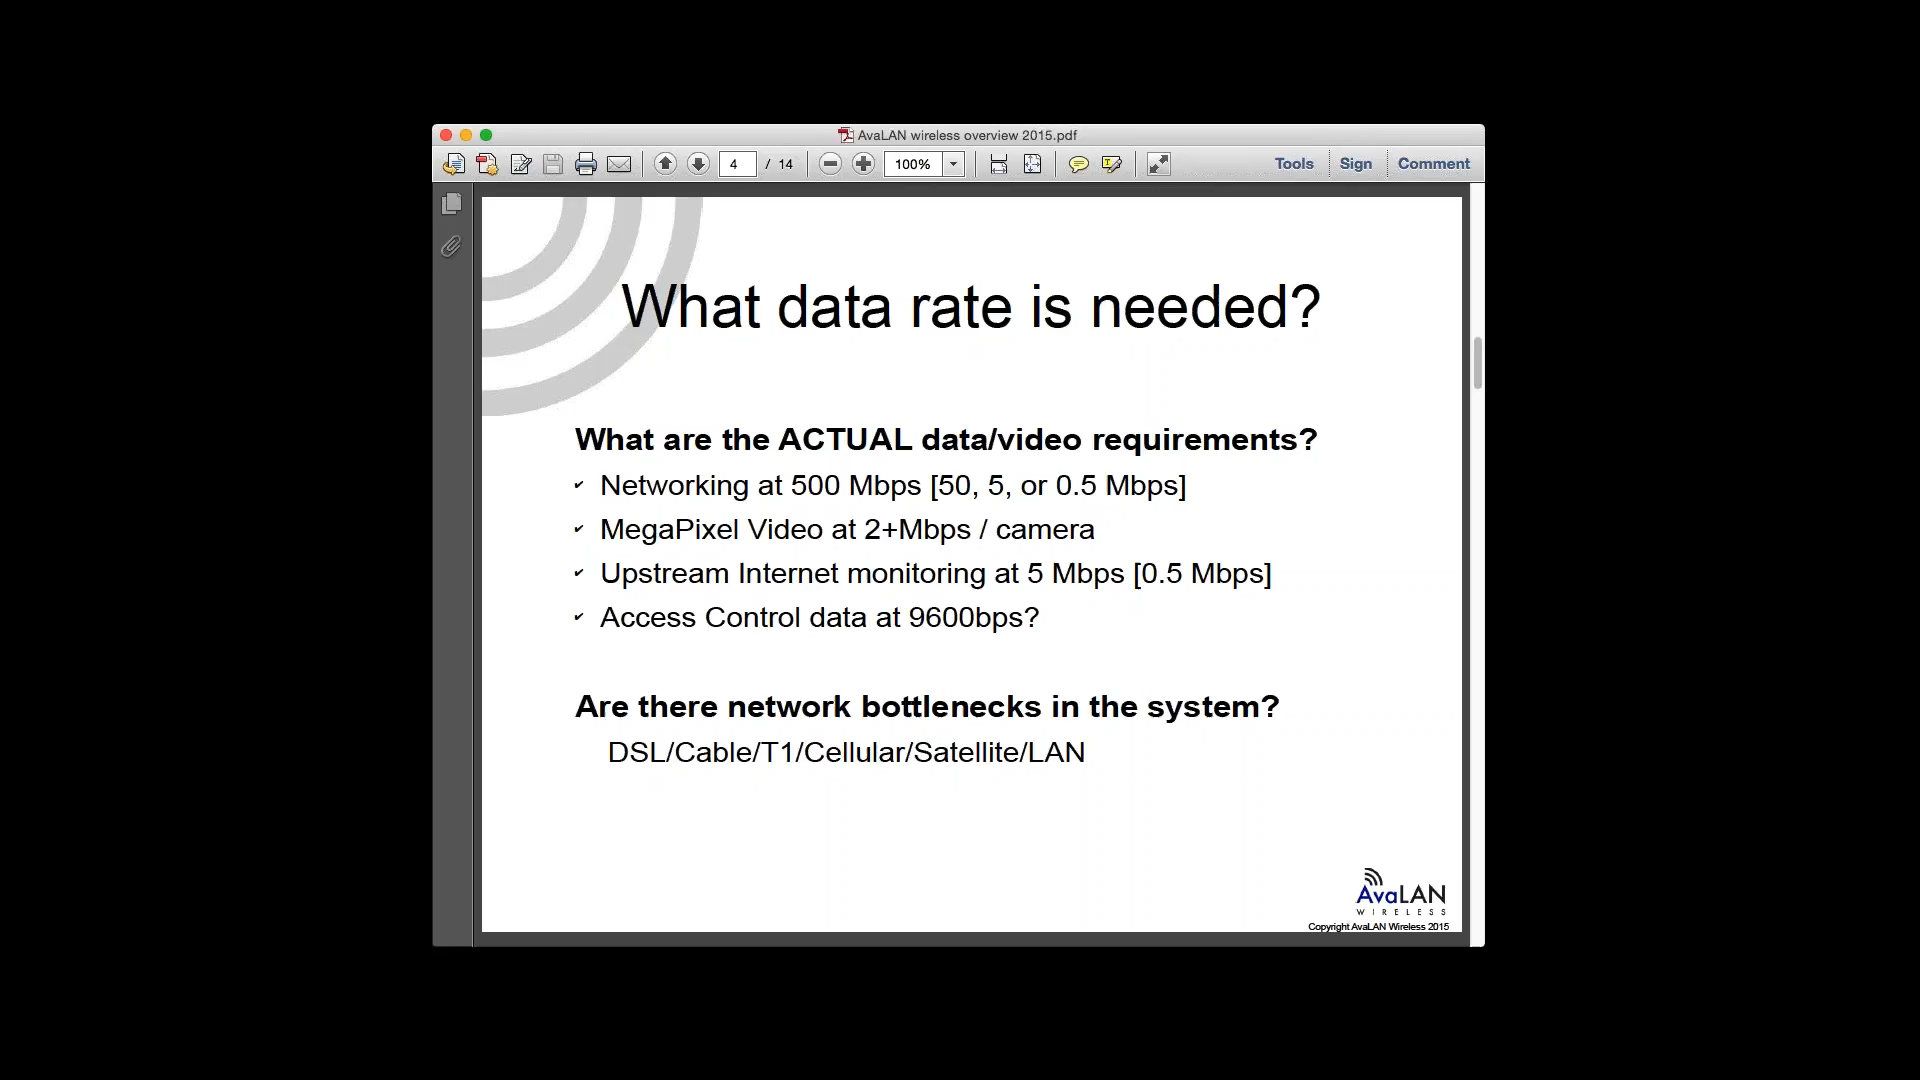 AvaLAN wireless overview 2015.pdf
4 / 14 100% Tools Sign Comment
What data rate is needed?
What are the ACTUAL data/video requirements?
✓ Networking at 500 Mbps [50, 5, or 0.5 Mbps]
✓ MegaPixel Video at 2+Mbps / camera
✓ Upstream Internet monitoring at 5 Mbps [0.5 Mbps]
✓ Access Control data at 9600bps?
Are there network bottlenecks in the system?
DSL/Cable/T1/Cellular/Satellite/LAN
AvaLAN
WIRELESS
Copyright AvaLAN Wireless 2015